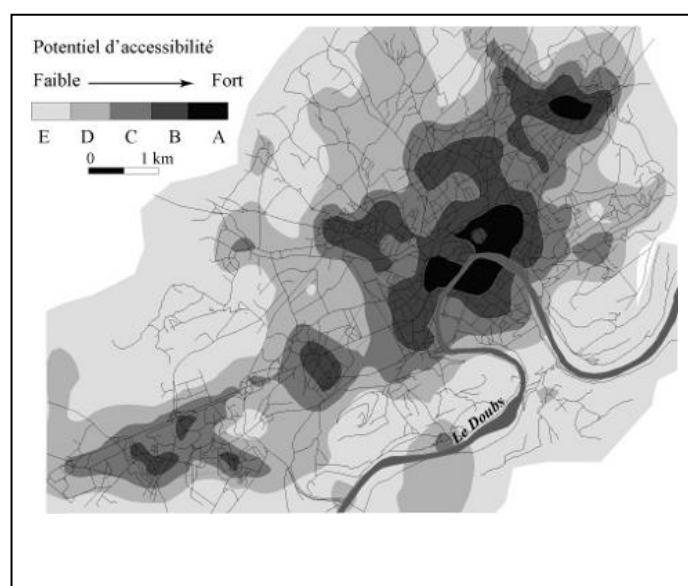 Potentiel d'accessibilité
Faible Fort
E D C B A
0 1 km
Le Doubs